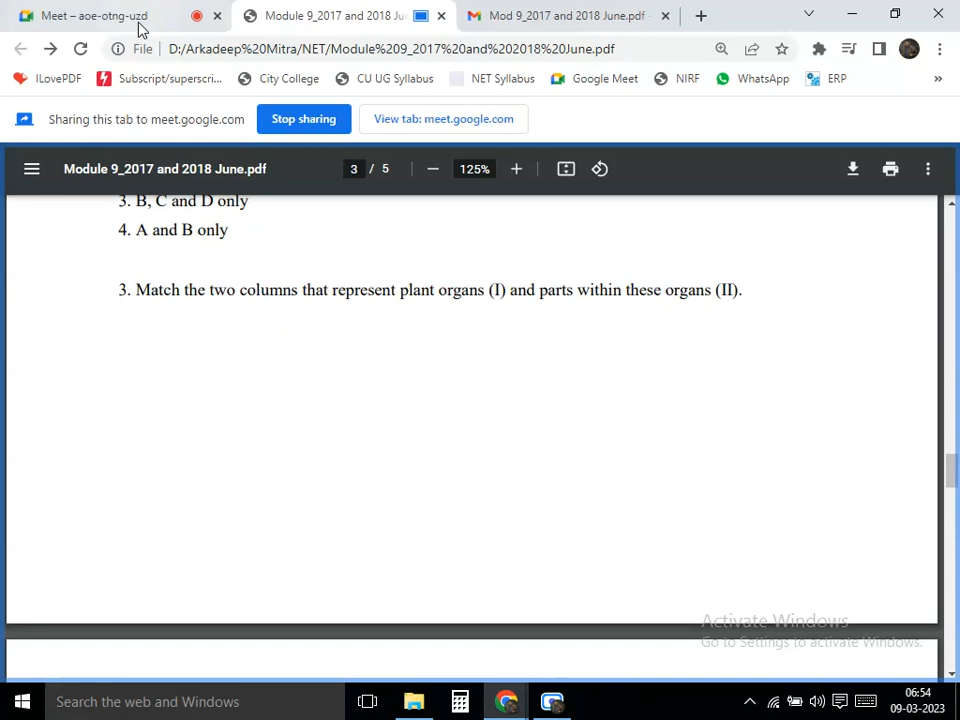 Meet – aoe-otng-uzd
Module 9_2017 and 2018 Ju
Mod 9_2017 and 2018 June.pdf -
File
D:/Arkadeep%20Mitra/NET/Module%209_2017%20and%202018%20June.pdf
ILovePDF
Subscript/superscri...
City College
CU UG Syllabus
NET Syllabus
Google Meet
NIRF
WhatsApp
ERP
»
Sharing this tab to meet.google.com
Stop sharing
View tab: meet.google.com
Module 9_2017 and 2018 June.pdf
3 / 5
125%
3. B, C and D only
4. A and B only
3. Match the two columns that represent plant organs (I) and parts within these organs (II).
Activate Windows
Go to Settings to activate Windows.
Search the web and Windows
06:54
09-03-2023